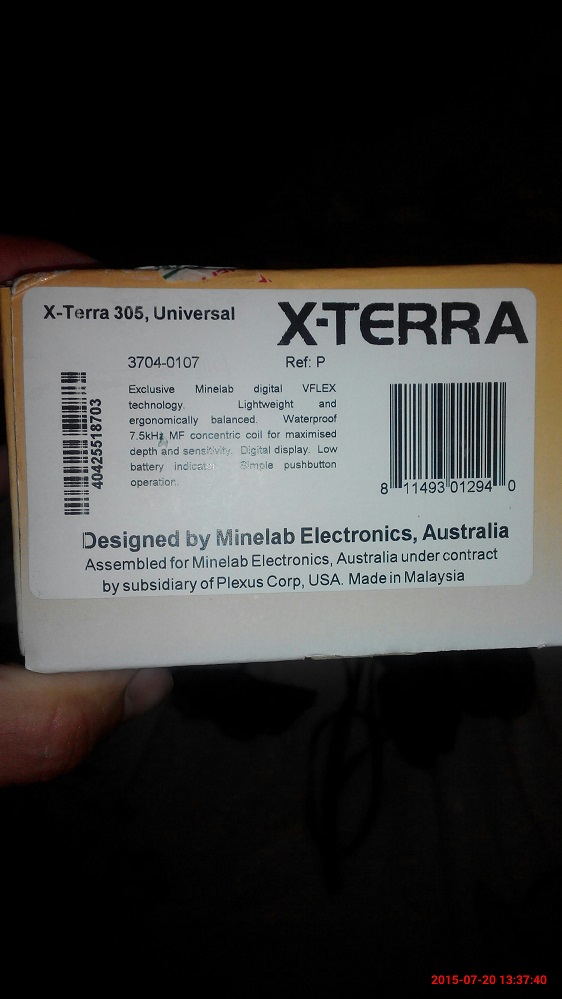 X-Terra 305, Universal
X-TERRA
3704-0107 Ref: P
Exclusive Minelab digital VFLEX
technology. Lightweight and
ergonomically balanced. Waterproof
7.5kHz MF concentric coil for maximised
depth and sensitivity. Digital display. Low
battery indicator. Simple pushbutton
operation.
40425518703
8 11493 01294 0
Designed by Minelab Electronics, Australia
Assembled for Minelab Electronics, Australia under contract
by subsidiary of Plexus Corp, USA. Made in Malaysia
2015-07-20 13:37:40